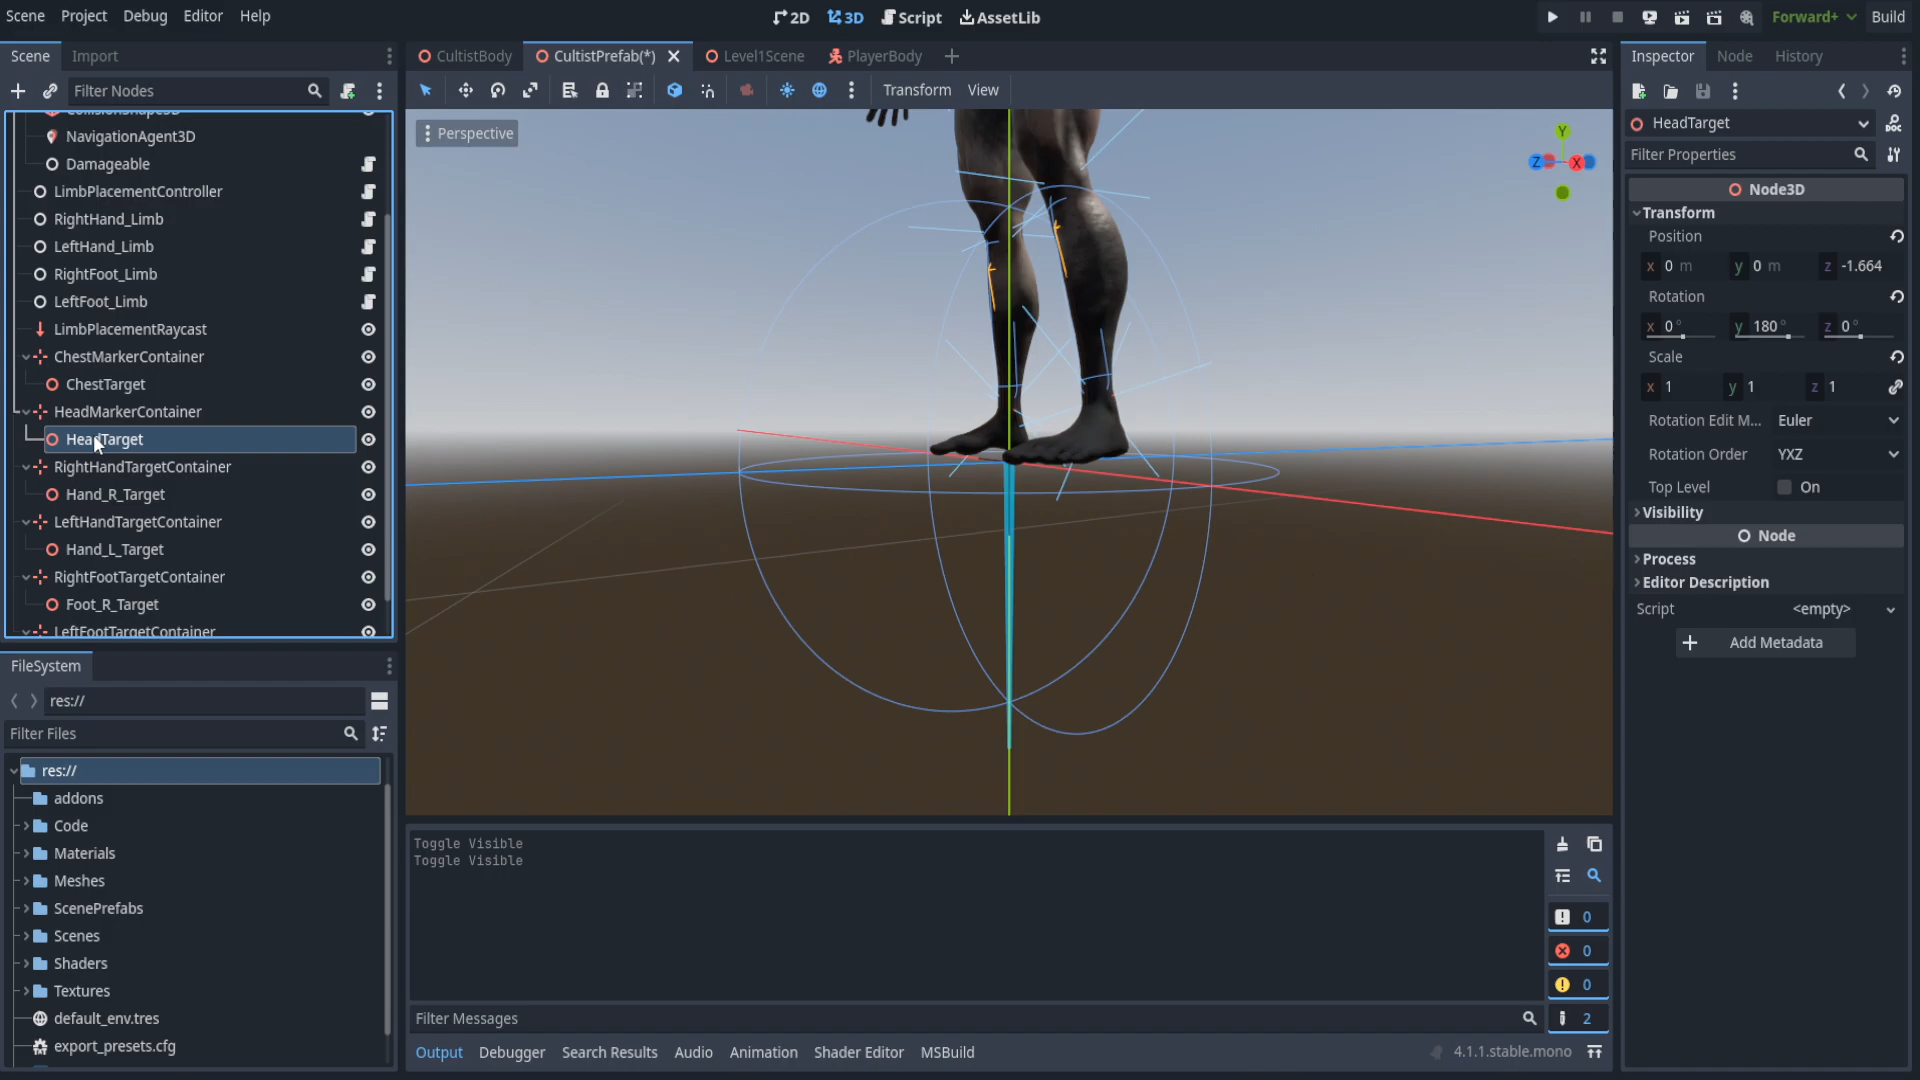 Scene Project Debug Editor Help
2D 3D Script AssetLib
Forward+ Build
Scene Import
Filter Nodes
CollisionShape3D
NavigationAgent3D
Damageable
LimbPlacementController
RightHand_Limb
LeftHand_Limb
RightFoot_Limb
LeftFoot_Limb
LimbPlacementRaycast
ChestMarkerContainer
ChestTarget
HeadMarkerContainer
HeadTarget
RightHandTargetContainer
Hand_R_Target
LeftHandTargetContainer
Hand_L_Target
RightFootTargetContainer
Foot_R_Target
LeftFootTargetContainer
FileSystem
res://
Filter Files
res://
addons
Code
Materials
Meshes
ScenePrefabs
Scenes
Shaders
Textures
default_env.tres
export_presets.cfg
CultistBody CultistPrefab(*) Level1Scene PlayerBody
Transform View
Perspective
Y
Z X
Toggle Visible
Toggle Visible
0
0
0
2
Filter Messages
Output Debugger Search Results Audio Animation Shader Editor MSBuild
4.1.1.stable.mono
Inspector Node History
HeadTarget
Filter Properties
Node3D
Transform
Position
x 0 m y 0 m z -1.664
Rotation
x 0° y 180° z 0°
Scale
x 1 y 1 z 1
Rotation Edit M... Euler
Rotation Order YXZ
Top Level On
Visibility
Node
Process
Editor Description
Script <empty>
Add Metadata